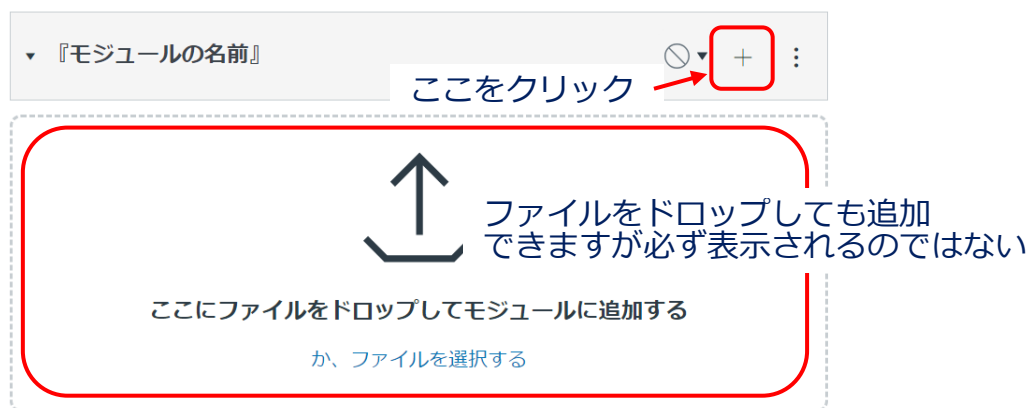 『モジュールの名前』
ここをクリック
ファイルをドロップしても追加
できますが必ず表示されるのではない
ここにファイルをドロップしてモジュールに追加する
か、ファイルを選択する